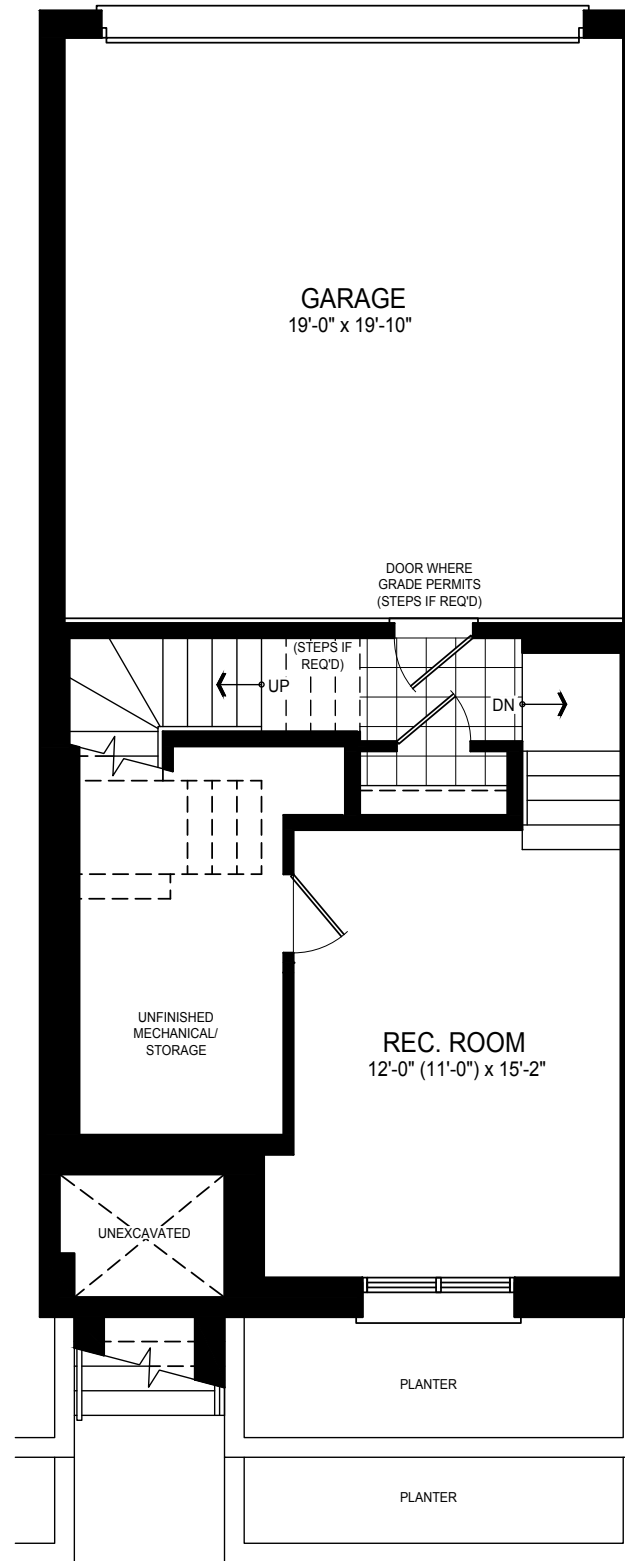 GARAGE
19'-0" x 19'-10"
DOOR WHERE
GRADE PERMITS
(STEPS IF REQ'D)
(STEPS IF
REQ'D)
UP
DN
UNFINISHED
MECHANICAL/
STORAGE
REC. ROOM
12'-0" (11'-0") x 15'-2"
UNEXCAVATED
PLANTER
PLANTER